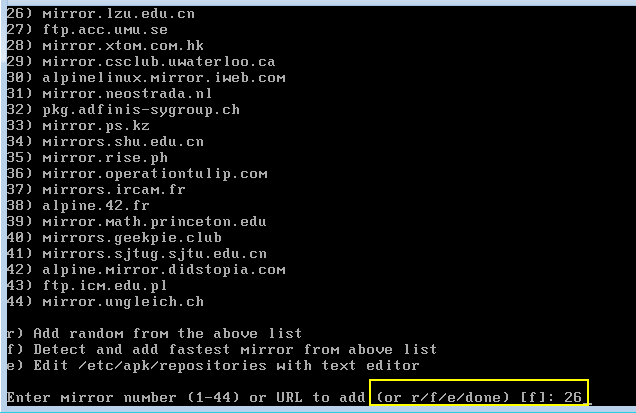 26) mirror.lzu.edu.cn
27) ftp.acc.umu.se
28) mirror.xtom.com.hk
29) mirror.csclub.uwaterloo.ca
30) alpinelinux.mirror.iweb.com
31) mirror.neostrada.nl
32) pkg.adfinis-sygroup.ch
33) mirror.ps.kz
34) mirrors.shu.edu.cn
35) mirror.rise.ph
36) mirror.operationtulip.com
37) mirrors.ircam.fr
38) alpine.42.fr
39) mirror.math.princeton.edu
40) mirrors.geekpie.club
41) mirrors.sjtug.sjtu.edu.cn
42) alpine.mirror.didstopia.com
43) ftp.icm.edu.pl
44) mirror.ungleich.ch
r) Add random from the above list
f) Detect and add fastest mirror from above list
e) Edit /etc/apk/repositories with text editor
Enter mirror number (1-44) or URL to add (or r/f/e/done) [f]: 26_